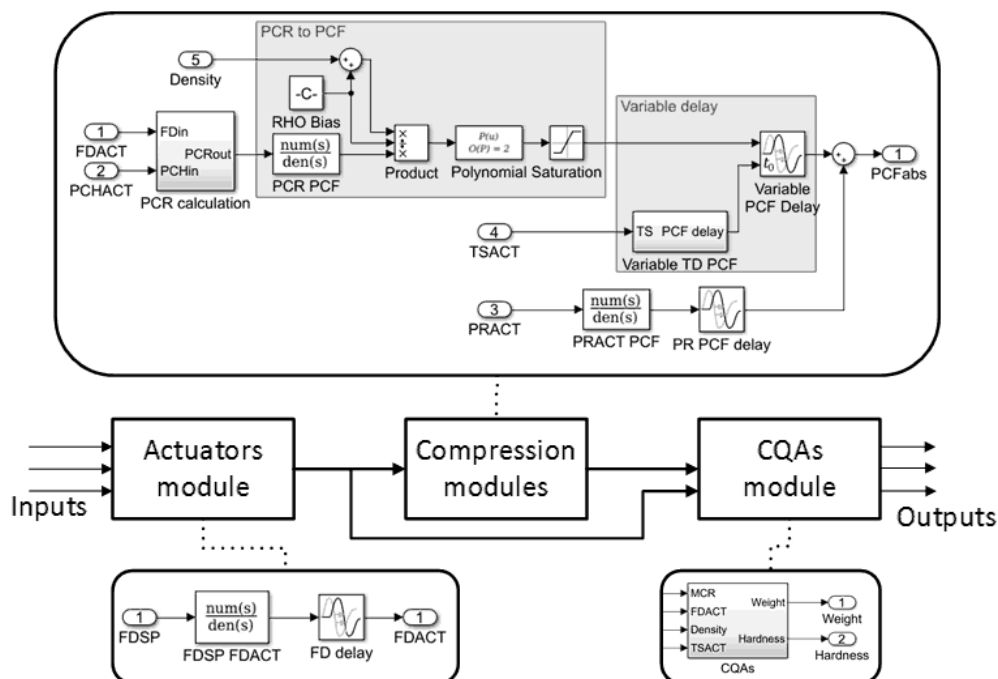 PCR to PCF
5
Density
+
+
-C-
RHO Bias
1
FDACT
2
PCHACT
FDin
PCRout
PCHin
PCR calculation
num(s)
den(s)
PCR PCF
×
÷
×
Product
P(u)
O(P) = 2
Polynomial
Saturation
Variable delay
t₀
Variable
PCF Delay
+
+
1
PCFabs
4
TSACT
TS PCF delay
Variable TD PCF
3
PRACT
num(s)
den(s)
PRACT PCF
PR PCF delay
Inputs
Actuators
module
Compression
modules
CQAs
module
Outputs
1
FDSP
num(s)
den(s)
FDSP FDACT
FD delay
1
FDACT
MCR
FDACT
Density
TSACT
Weight
Hardness
CQAs
1
Weight
2
Hardness